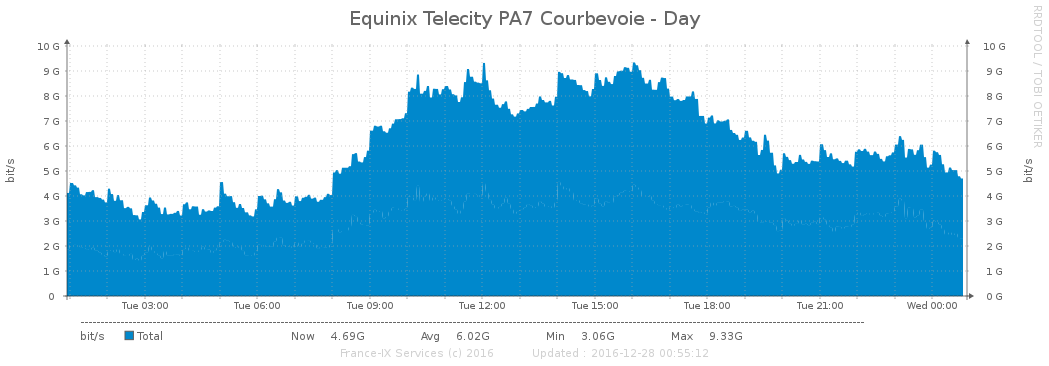 Equinix Telecity PA7 Courbevoie - Day
RRDTOOL / TOBI OETIKER
10 G 10 G
9 G 9 G
8 G 8 G
7 G 7 G
6 G 6 G
5 G 5 G
4 G 4 G
3 G 3 G
2 G 2 G
1 G 1 G
0 0 G
bit/s
bit/s
Tue 03:00 Tue 06:00 Tue 09:00 Tue 12:00 Tue 15:00 Tue 18:00 Tue 21:00 Wed 00:00
bit/s Total Now 4.69G Avg 6.02G Min 3.06G Max 9.33G
France-IX Services (c) 2016 Updated : 2016-12-28 00:55:12